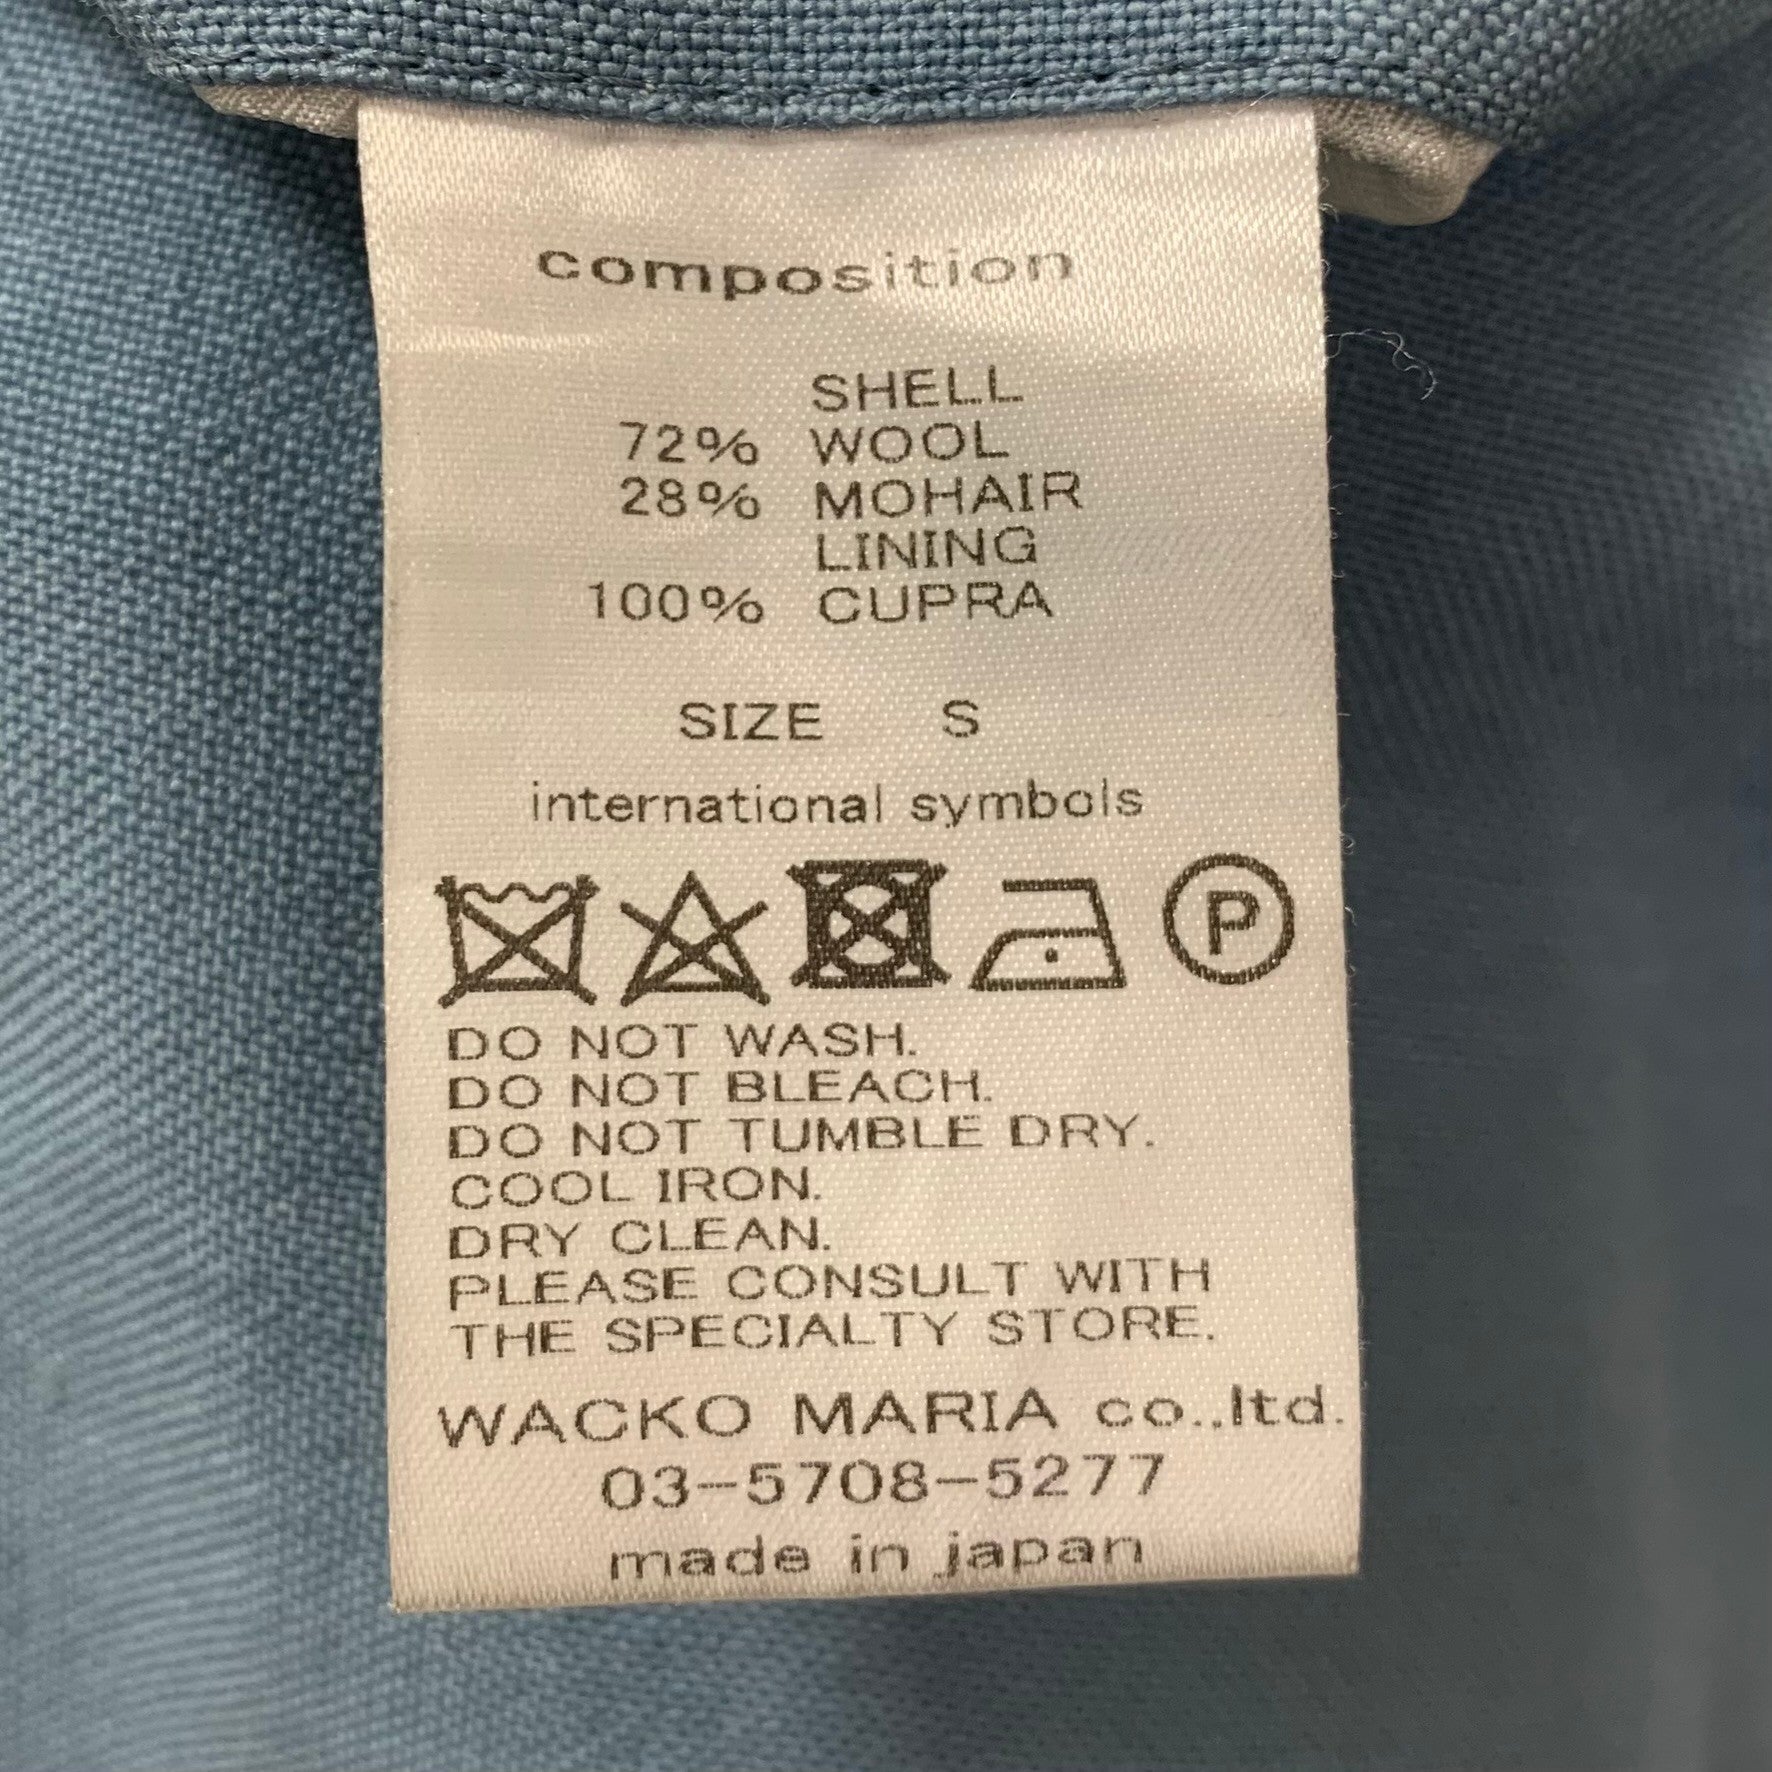 composition
SHELL
72% WOOL
28% MOHAIR
LINING
100% CUPRA
SIZE S
international symbols
P
DO NOT WASH.
DO NOT BLEACH.
DO NOT TUMBLE DRY.
COOL IRON.
DRY CLEAN.
PLEASE CONSULT WITH
THE SPECIALTY STORE.
WACKO MARIA co.,ltd.
03-5708-5277
made in japan